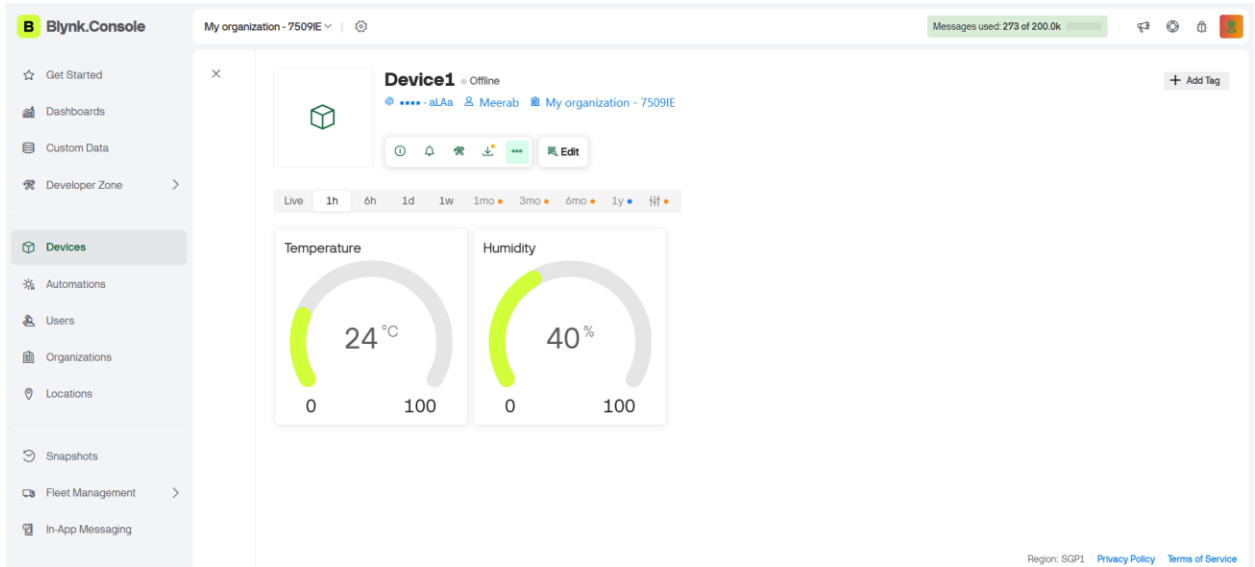 B Blynk.Console
My organization - 7509IE
Messages used: 273 of 200.0k
Get Started
Dashboards
Custom Data
Developer Zone
Devices
Automations
Users
Organizations
Locations
Snapshots
Fleet Management
In-App Messaging
Device1 Offline
•••• - aLAa Meerab My organization - 7509IE
Add Tag
Edit
Live 1h 6h 1d 1w 1mo 3mo 6mo 1y
Temperature
24 °C
0 100
Humidity
40 %
0 100
Region: SGP1 Privacy Policy Terms of Service